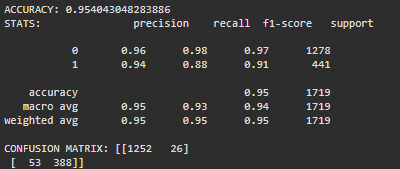 ACCURACY: 0.954043048283886
STATS: precision recall f1-score support
0 0.96 0.98 0.97 1278
1 0.94 0.88 0.91 441
accuracy 0.95 1719
macro avg 0.95 0.93 0.94 1719
weighted avg 0.95 0.95 0.95 1719
CONFUSION MATRIX: [[1252 26]
[ 53 388]]